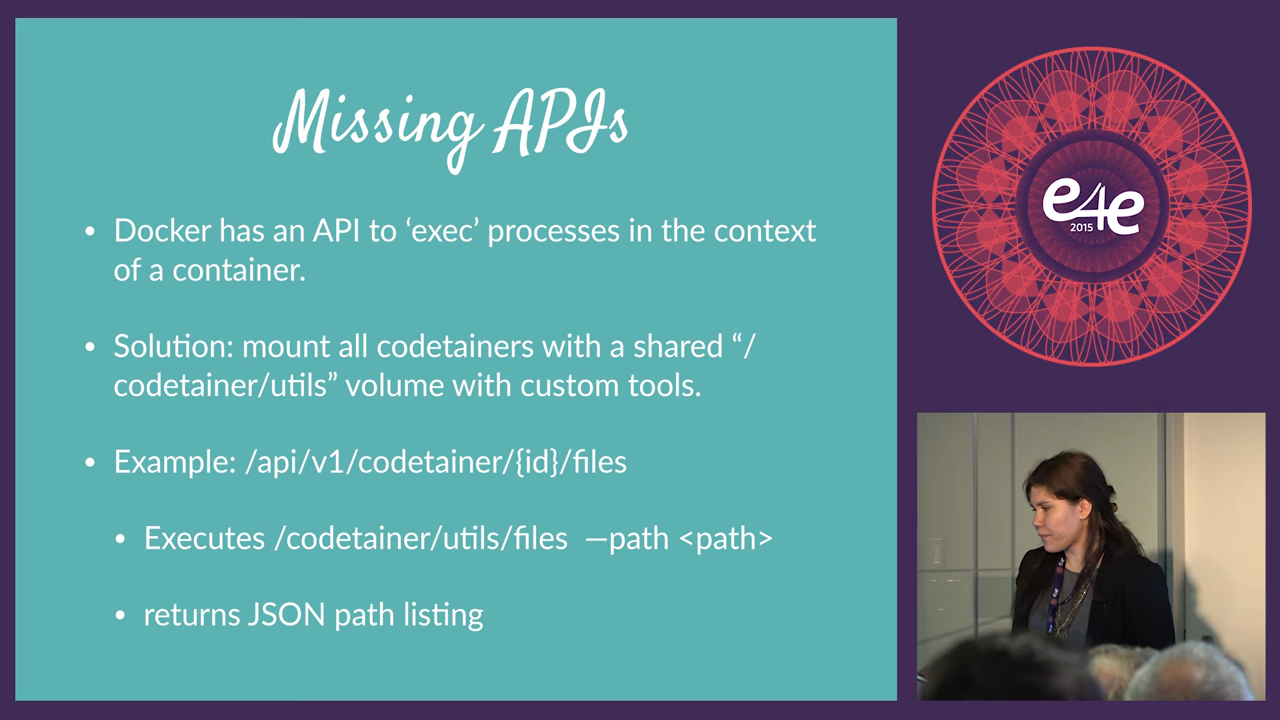 Missing APIs
• Docker has an API to ‘exec’ processes in the context
of a container.
• Solution: mount all codetainers with a shared “/
codetainer/utils” volume with custom tools.
• Example: /api/v1/codetainer/{id}/files
• Executes /codetainer/utils/files —path <path>
• returns JSON path listing
e4e
2015